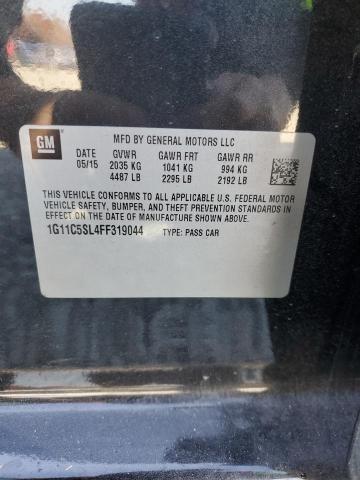 GM
MFD BY GENERAL MOTORS LLC
DATE GVWR GAWR FRT GAWR RR
05/15 2035 KG 1041 KG 994 KG
4487 LB 2295 LB 2192 LB
THIS VEHICLE CONFORMS TO ALL APPLICABLE U.S. FEDERAL MOTOR
VEHICLE SAFETY, BUMPER, AND THEFT PREVENTION STANDARDS
IN EFFECT ON THE DATE OF MANUFACTURE SHOWN ABOVE.
1G11C5SL4FF319044 TYPE: PASS CAR